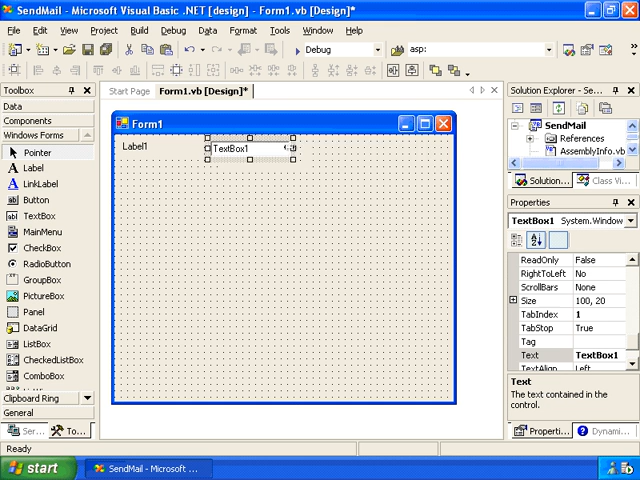 SendMail - Microsoft Visual Basic .NET [design] - Form1.vb [Design]*
File Edit View Project Build Debug Data Format Tools Window Help
Debug asp:
Toolbox
Data
Components
Windows Forms
Pointer
Label
LinkLabel
Button
TextBox
MainMenu
CheckBox
RadioButton
GroupBox
PictureBox
Panel
DataGrid
ListBox
CheckedListBox
ComboBox
Clipboard Ring
General
Ser... To...
Start Page Form1.vb [Design]*
Form1
Label1 TextBox1
Solution Explorer - Se...
SendMail
References
AssemblyInfo.vb
Solution... Class Vi...
Properties
TextBox1 System.Window
ReadOnly False
RightToLeft No
ScrollBars None
Size 100, 20
TabIndex 1
TabStop True
Tag
Text TextBox1
TextAlign Left
Text
The text contained in the
control.
Properti... Dynami...
Ready
start SendMail - Microsoft ...